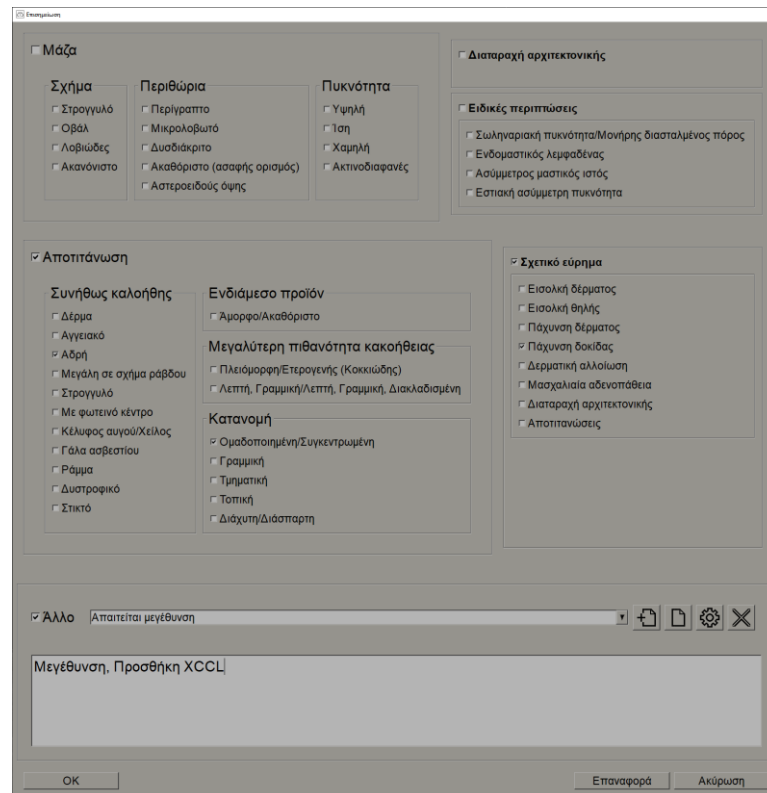 Επισημείωση
Μάζα
Σχήμα
Στρογγυλό
Οβάλ
Λοβιώδες
Ακανόνιστο
Περιθώρια
Περίγραπτο
Μικρολοβωτό
Δυσδιάκριτο
Ακαθόριστο (ασαφής ορισμός)
Αστεροειδούς όψης
Πυκνότητα
Υψηλή
Ίση
Χαμηλή
Ακτινοδιαφανές
Διαταραχή αρχιτεκτονικής
Ειδικές περιπτώσεις
Σωληναριακή πυκνότητα/Μονήρης διασταλμένος πόρος
Ενδομαστικός λεμφαδένας
Ασύμμετρος μαστικός ιστός
Εστιακή ασύμμετρη πυκνότητα
Αποτιτάνωση
Συνήθως καλοήθης
Δέρμα
Αγγειακό
Αδρή
Μεγάλη σε σχήμα ράβδου
Στρογγυλό
Με φωτεινό κέντρο
Κέλυφος αυγού/Χείλος
Γάλα ασβεστίου
Ράμμα
Δυστροφικό
Στικτό
Ενδιάμεσο προϊόν
Άμορφο/Ακαθόριστο
Μεγαλύτερη πιθανότητα κακοήθειας
Πλειόμορφη/Ετερογενής (Κοκκιώδης)
Λεπτή, Γραμμική/Λεπτή, Γραμμική, Διακλαδισμένη
Κατανομή
Ομαδοποιημένη/Συγκεντρωμένη
Γραμμική
Τμηματική
Τοπική
Διάχυτη/Διάσπαρτη
Σχετικό εύρημα
Εισολκή δέρματος
Εισολκή θηλής
Πάχυνση δέρματος
Πάχυνση δοκίδας
Δερματική αλλοίωση
Μασχαλιαία αδενοπάθεια
Διαταραχή αρχιτεκτονικής
Αποτιτανώσεις
Άλλο
Απαιτείται μεγέθυνση
Μεγέθυνση, Προσθήκη XCCL
OK
Επαναφορά
Ακύρωση